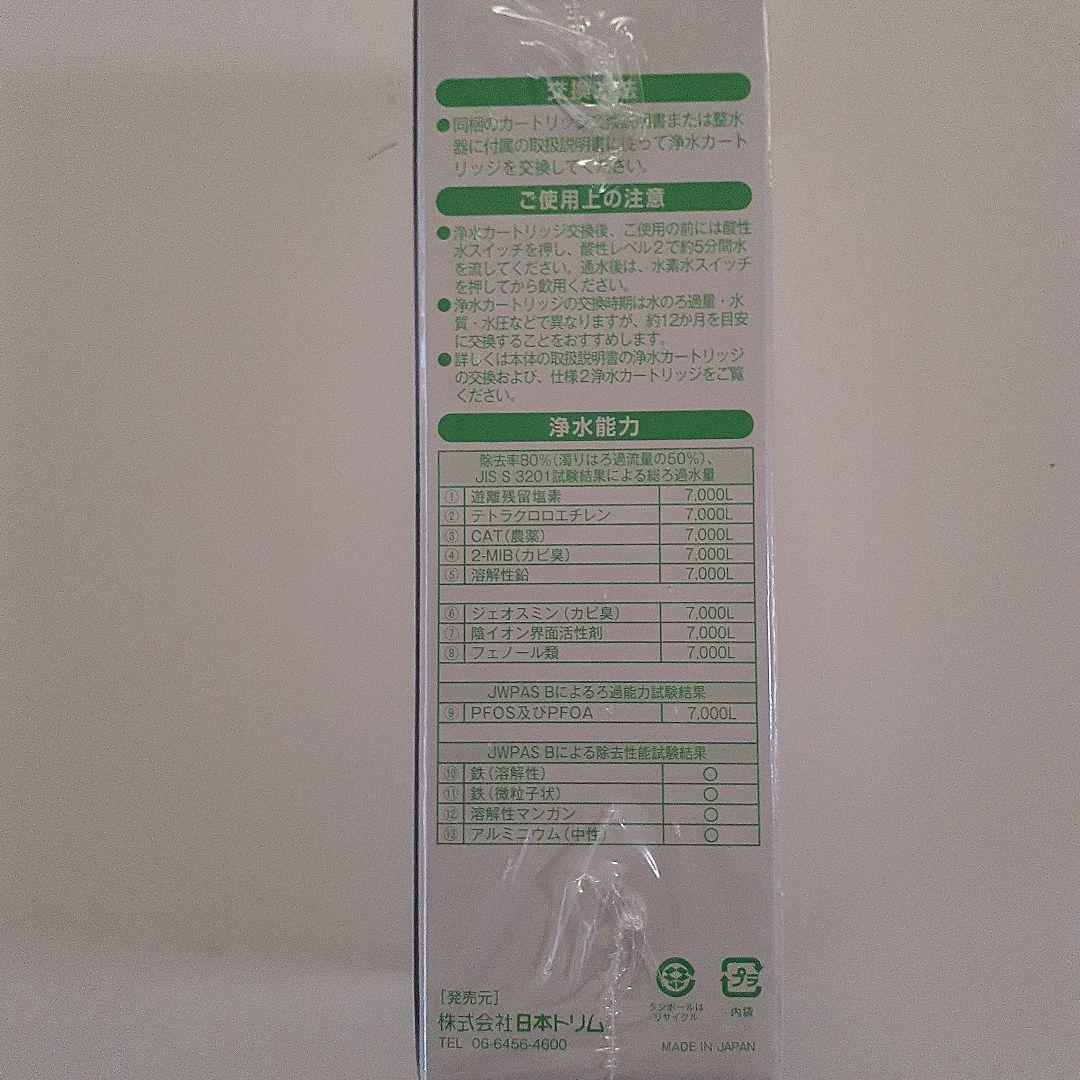 交換方法
●同梱のカートリッジ交換説明書または整水
器に付属の取扱説明書に従って浄水カート
リッジを交換してください。
ご使用上の注意
●浄水カートリッジ交換後、ご使用の前には酸性
水スイッチを押し、酸性レベル2で約5分間水
を流してください。通水後は、水素水スイッチ
を押してから飲用ください。
●浄水カートリッジの交換時期は水のろ過量・水
質・水圧などで異なりますが、約12か月を目安
に交換することをおすすめします。
●詳しくは本体の取扱説明書の浄水カートリッジ
の交換および、仕様2浄水カートリッジをご覧
ください。
浄水能力
除去率80%(濁りはろ過流量の50%)、
JIS S 3201試験結果による総ろ過水量
① 遊離残留塩素 7,000L
② テトラクロロエチレン 7,000L
③ CAT(農薬) 7,000L
④ 2-MIB(カビ臭) 7,000L
⑤ 溶解性鉛 7,000L
⑥ ジェオスミン(カビ臭) 7,000L
⑦ 陰イオン界面活性剤 7,000L
⑧ フェノール類 7,000L
JWPAS Bによるろ過能力試験結果
⑨ PFOS及びPFOA 7,000L
JWPAS Bによる除去性能試験結果
⑩ 鉄(溶解性) ○
⑪ 鉄(微粒子状) ○
⑫ 溶解性マンガン ○
⑬ アルミニウム(中性) ○
プラ
ダンボールは
リサイクル
内袋
[発売元]
株式会社日本トリム
TEL 06-6456-4600
MADE IN JAPAN